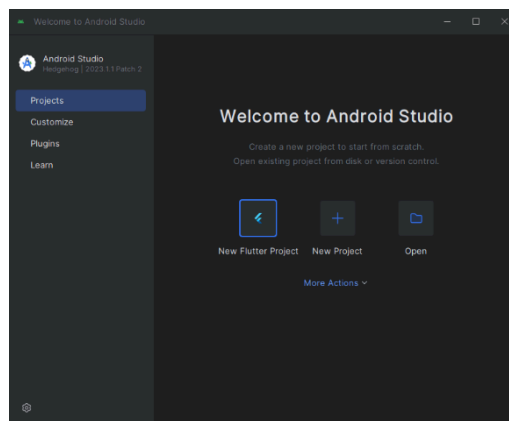 Welcome to Android Studio
Android Studio
Hedgehog | 2023.1.1 Patch 2
Projects
Customize
Plugins
Learn
Welcome to Android Studio
Create a new project to start from scratch.
Open existing project from disk or version control.
New Flutter Project
New Project
Open
More Actions